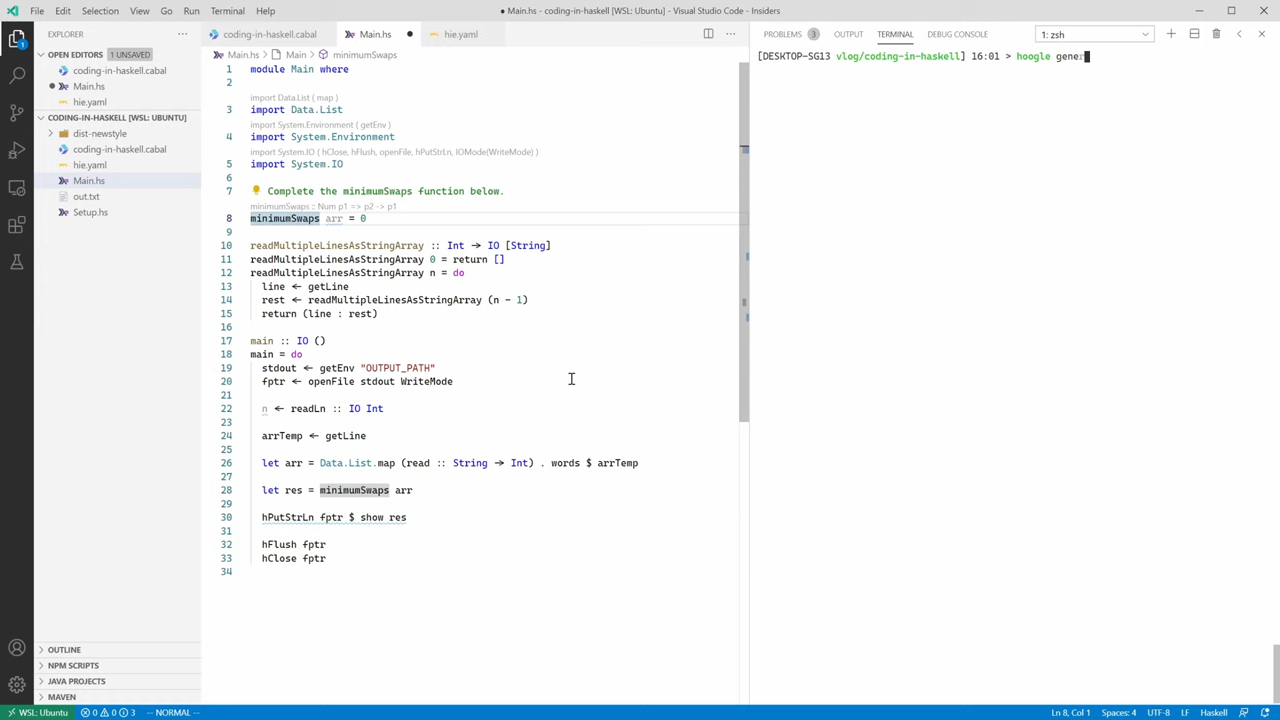 File Edit Selection View Go Run Terminal Help
● Main.hs - coding-in-haskell [WSL: Ubuntu] - Visual Studio Code - Insiders
EXPLORER
OPEN EDITORS 1 UNSAVED
coding-in-haskell.cabal
Main.hs
hie.yaml
CODING-IN-HASKELL [WSL: UBUNTU]
dist-newstyle
coding-in-haskell.cabal
hie.yaml
Main.hs
out.txt
Setup.hs
OUTLINE
NPM SCRIPTS
JAVA PROJECTS
MAVEN
coding-in-haskell.cabal Main.hs hie.yaml
Main.hs > Main > minimumSwaps
1 module Main where
2
import Data.List ( map )
3 import Data.List
import System.Environment ( getEnv )
4 import System.Environment
import System.IO ( hClose, hFlush, openFile, hPutStrLn, IOMode(WriteMode) )
5 import System.IO
6
7 Complete the minimumSwaps function below.
minimumSwaps :: Num p1 => p2 -> p1
8 minimumSwaps arr = 0
9
10 readMultipleLinesAsStringArray :: Int → IO [String]
11 readMultipleLinesAsStringArray 0 = return []
12 readMultipleLinesAsStringArray n = do
13 line ← getLine
14 rest ← readMultipleLinesAsStringArray (n - 1)
15 return (line : rest)
16
17 main :: IO ()
18 main = do
19 stdout ← getEnv "OUTPUT_PATH"
20 fptr ← openFile stdout WriteMode
21
22 n ← readLn :: IO Int
23
24 arrTemp ← getLine
25
26 let arr = Data.List.map (read :: String → Int) . words $ arrTemp
27
28 let res = minimumSwaps arr
29
30 hPutStrLn fptr $ show res
31
32 hFlush fptr
33 hClose fptr
34
PROBLEMS 3 OUTPUT TERMINAL DEBUG CONSOLE 1: zsh
[DESKTOP-SG13 vlog/coding-in-haskell] 16:01 > hoogle gener
WSL: Ubuntu 0 0 3 -- NORMAL -- Ln 8, Col 1 Spaces: 4 UTF-8 LF Haskell